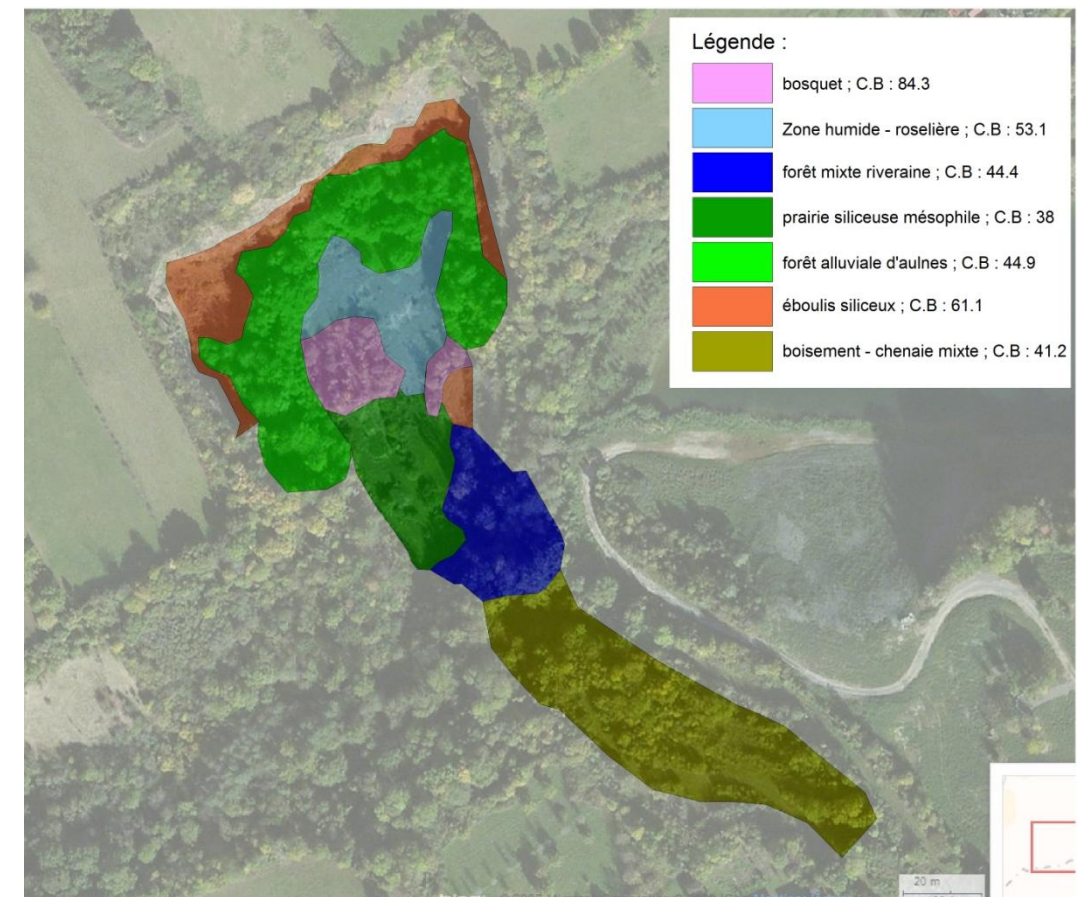 Légende :
bosquet ; C.B : 84.3
Zone humide - roselière ; C.B : 53.1
forêt mixte riveraine ; C.B : 44.4
prairie siliceuse mésophile ; C.B : 38
forêt alluviale d'aulnes ; C.B : 44.9
éboulis siliceux ; C.B : 61.1
boisement - chenaie mixte ; C.B : 41.2
20 m